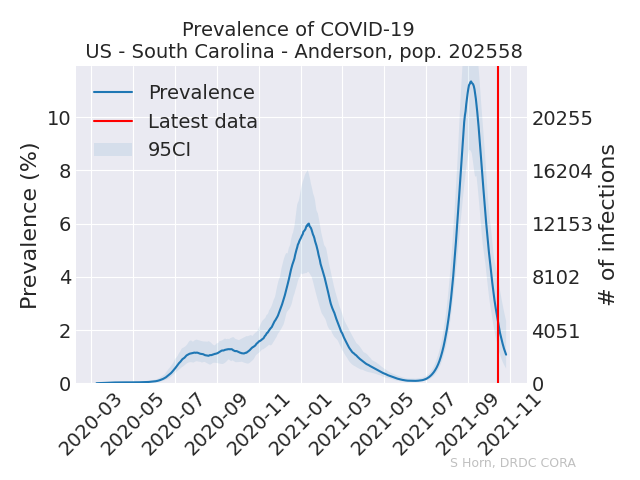 Prevalence of COVID-19
US - South Carolina - Anderson, pop. 202558
Prevalence
Latest data
95CI
Prevalence (%)
10
8
6
4
2
0
20255
16204
12153
8102
4051
0
# of infections
2020-03
2020-05
2020-07
2020-09
2020-11
2021-01
2021-03
2021-05
2021-07
2021-09
2021-11
S Horn, DRDC CORA